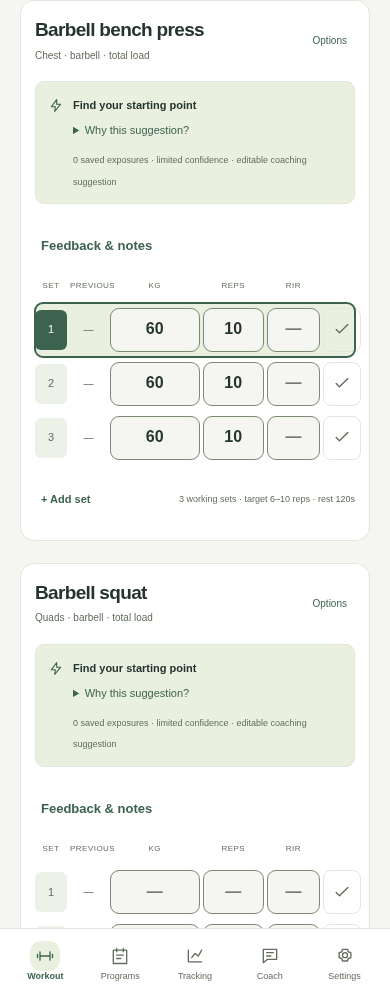 Barbell bench press
Options
Chest · barbell · total load
Find your starting point
Why this suggestion?
0 saved exposures · limited confidence · editable coaching
suggestion
Feedback & notes
SET PREVIOUS KG REPS RIR
1 — 60 10 —
2 — 60 10 —
3 — 60 10 —
+ Add set 3 working sets · target 6–10 reps · rest 120s
Barbell squat
Options
Quads · barbell · total load
Find your starting point
Why this suggestion?
0 saved exposures · limited confidence · editable coaching
suggestion
Feedback & notes
SET PREVIOUS KG REPS RIR
1 — — — —
Workout Programs Tracking Coach Settings